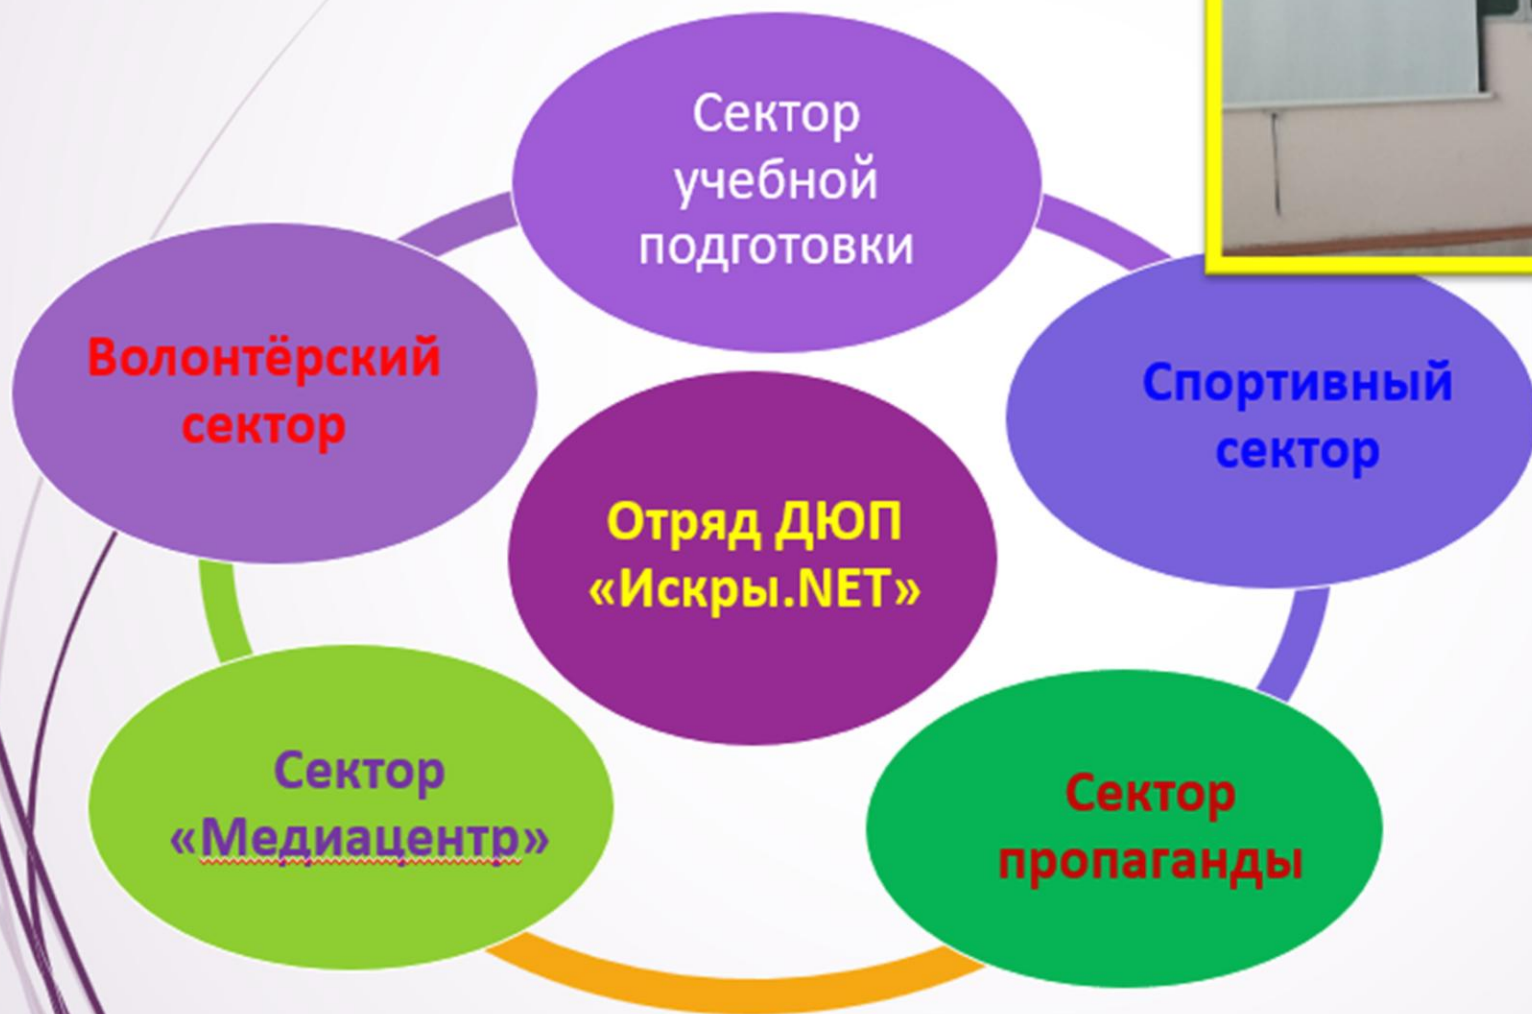 Сектор
учебной
подготовки
Волонтёрский
сектор
Спортивный
сектор
Отряд ДЮП
«Искры.NET»
Сектор
«Медиацентр»
Сектор
пропаганды